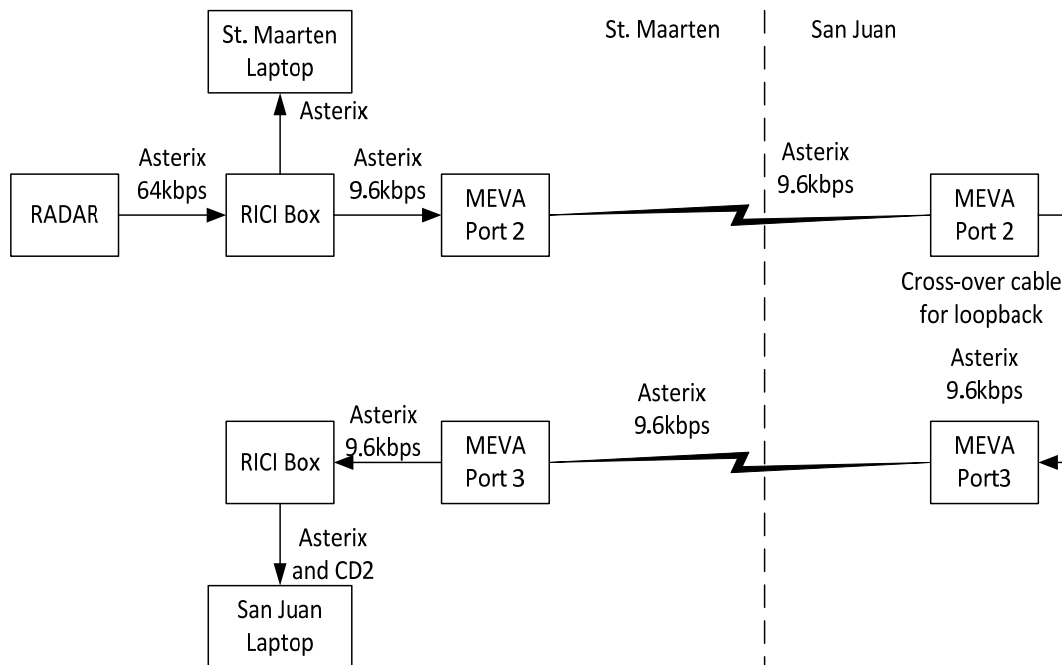 St. Maarten
Laptop
St. Maarten
San Juan
Asterix
Asterix
64kbps
Asterix
9.6kbps
Asterix
9.6kbps
RADAR
RICI Box
MEVA
Port 2
MEVA
Port 2
Cross-over cable
for loopback
Asterix
9.6kbps
Asterix
9.6kbps
Asterix
9.6kbps
RICI Box
MEVA
Port 3
MEVA
Port3
Asterix
and CD2
San Juan
Laptop